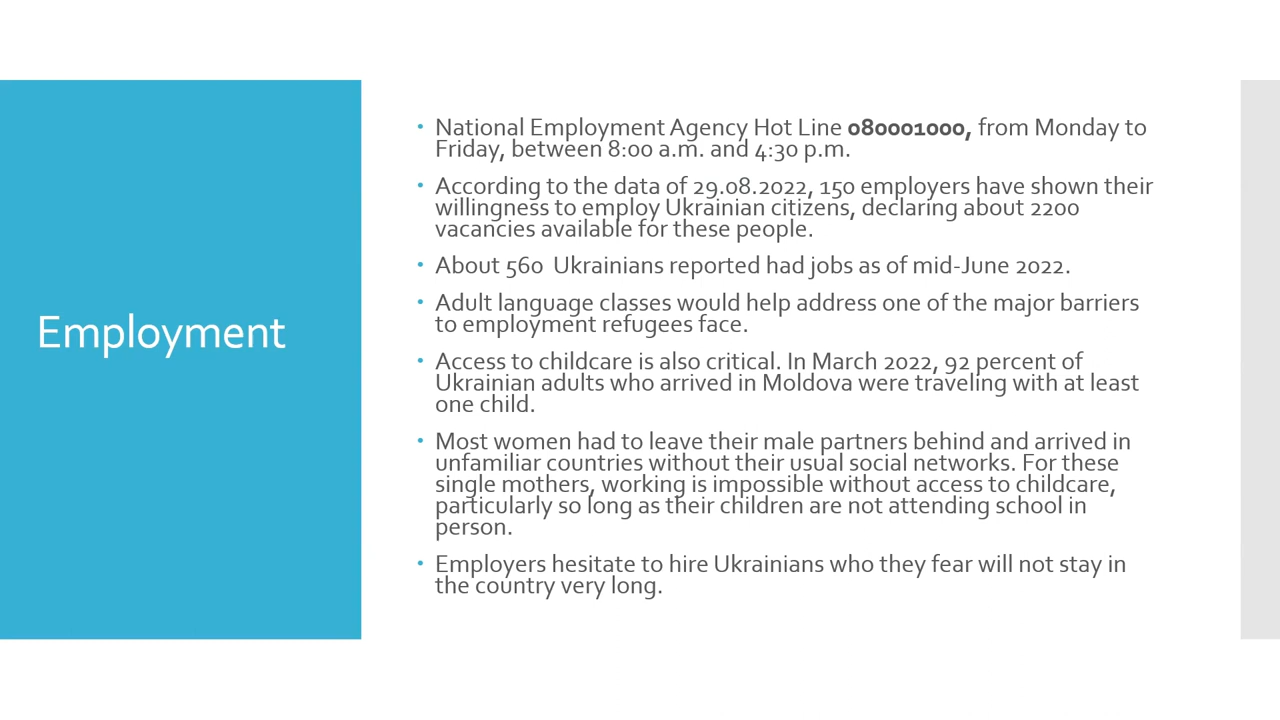 Employment
• National Employment Agency Hot Line 080001000, from Monday to
Friday, between 8:00 a.m. and 4:30 p.m.
• According to the data of 29.08.2022, 150 employers have shown their
willingness to employ Ukrainian citizens, declaring about 2200
vacancies available for these people.
• About 560  Ukrainians reported had jobs as of mid-June 2022.
• Adult language classes would help address one of the major barriers
to employment refugees face.
• Access to childcare is also critical. In March 2022, 92 percent of
Ukrainian adults who arrived in Moldova were traveling with at least
one child.
• Most women had to leave their male partners behind and arrived in
unfamiliar countries without their usual social networks. For these
single mothers, working is impossible without access to childcare,
particularly so long as their children are not attending school in
person.
• Employers hesitate to hire Ukrainians who they fear will not stay in
the country very long.